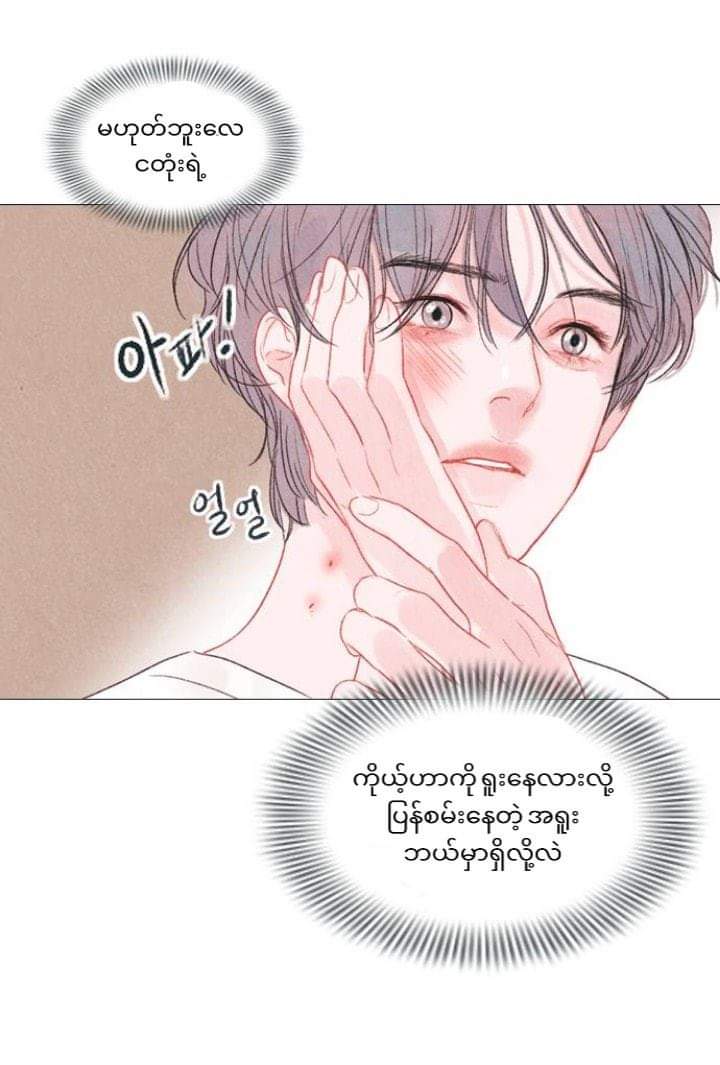 မဟုတ်ဘူးလေ
ငတုံးရဲ့
아파!
얼얼
ကိုယ့်ဟာကို ရူးနေလားလို့
ပြန်စမ်းနေတဲ့ အရူး
ဘယ်မှာရှိလို့လဲ